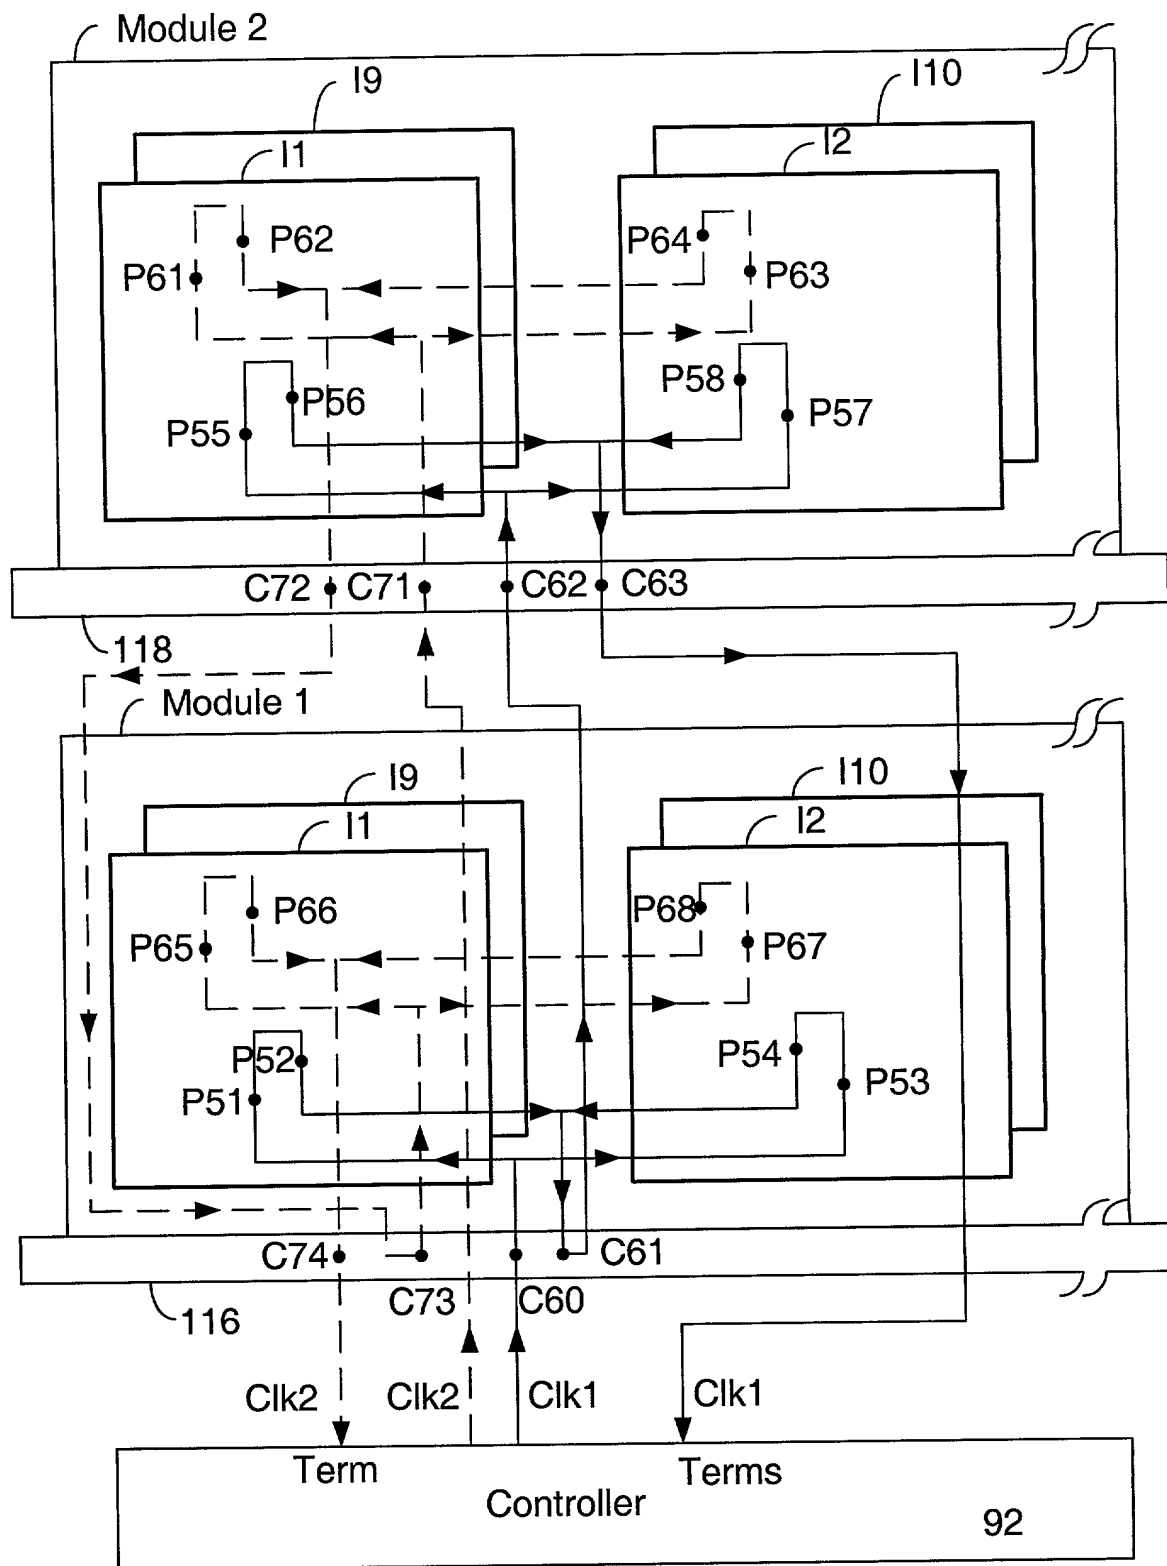 Module 2
I9
I10
I1
I2
P62
P64
P61
P63
P58
P56
P57
P55
C72
C71
C62
C63
118
Module 1
I9
I10
I1
I2
P66
P68
P65
P67
P52
P54
P51
P53
C74
C61
C73
C60
116
Clk2
Clk2
Clk1
Clk1
Term
Terms
Controller
92